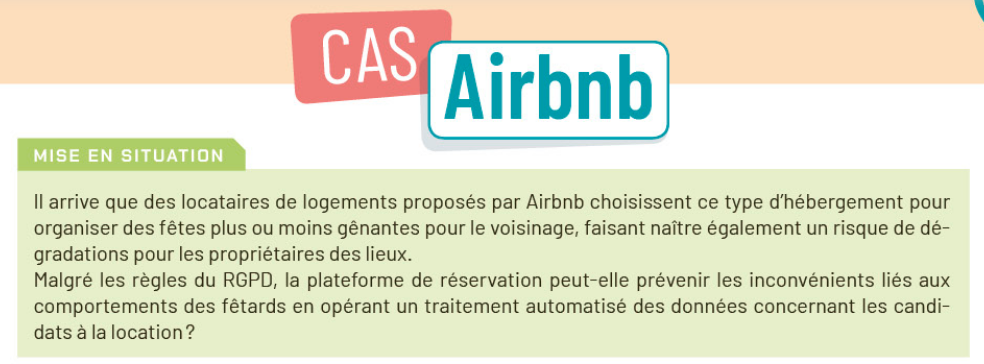 CAS
Airbnb
MISE EN SITUATION
Il arrive que des locataires de logements proposés par Airbnb choisissent ce type d'hébergement pour
organiser des fêtes plus ou moins gênantes pour le voisinage, faisant naître également un risque de dé-
gradations pour les propriétaires des lieux.
Malgré les règles du RGPD, la plateforme de réservation peut-elle prévenir les inconvénients liés aux
comportements des fêtards en opérant un traitement automatisé des données concernant les candi-
dats à la location ?